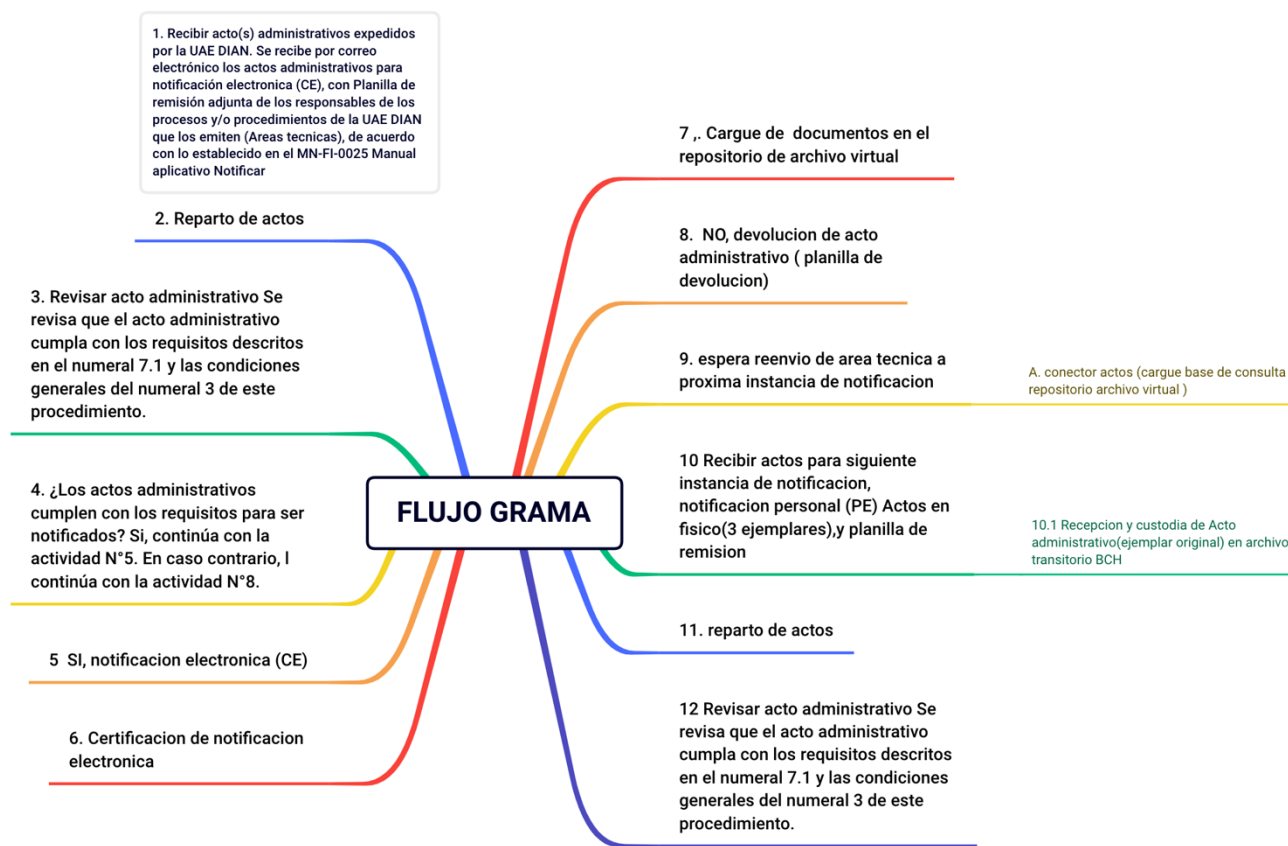 1. Recibir acto(s) administrativos expedidos
por la UAE DIAN. Se recibe por correo
electrónico los actos administrativos para
notificación electronica (CE), con Planilla de
remisión adjunta de los responsables de los
procesos y/o procedimientos de la UAE DIAN
que los emiten (Areas tecnicas), de acuerdo
con lo establecido en el MN-FI-0025 Manual
aplicativo Notificar
2. Reparto de actos
3. Revisar acto administrativo Se
revisa que el acto administrativo
cumpla con los requisitos descritos
en el numeral 7.1 y las condiciones
generales del numeral 3 de este
procedimiento.
4. ¿Los actos administrativos
cumplen con los requisitos para ser
notificados? Si, continúa con la
actividad N°5. En caso contrario, l
continúa con la actividad N°8.
5 SI, notificacion electronica (CE)
6. Certificacion de notificacion
electronica
FLUJO GRAMA
7 ,. Cargue de documentos en el
repositorio de archivo virtual
8. NO, devolucion de acto
administrativo ( planilla de
devolucion)
9. espera reenvio de area tecnica a
proxima instancia de notificacion
A. conector actos (cargue base de consulta
repositorio archivo virtual )
10 Recibir actos para siguiente
instancia de notificacion,
notificacion personal (PE) Actos en
fisico(3 ejemplares),y planilla de
remision
10.1 Recepcion y custodia de Acto
administrativo(ejemplar original) en archivo
transitorio BCH
11. reparto de actos
12 Revisar acto administrativo Se
revisa que el acto administrativo
cumpla con los requisitos descritos
en el numeral 7.1 y las condiciones
generales del numeral 3 de este
procedimiento.